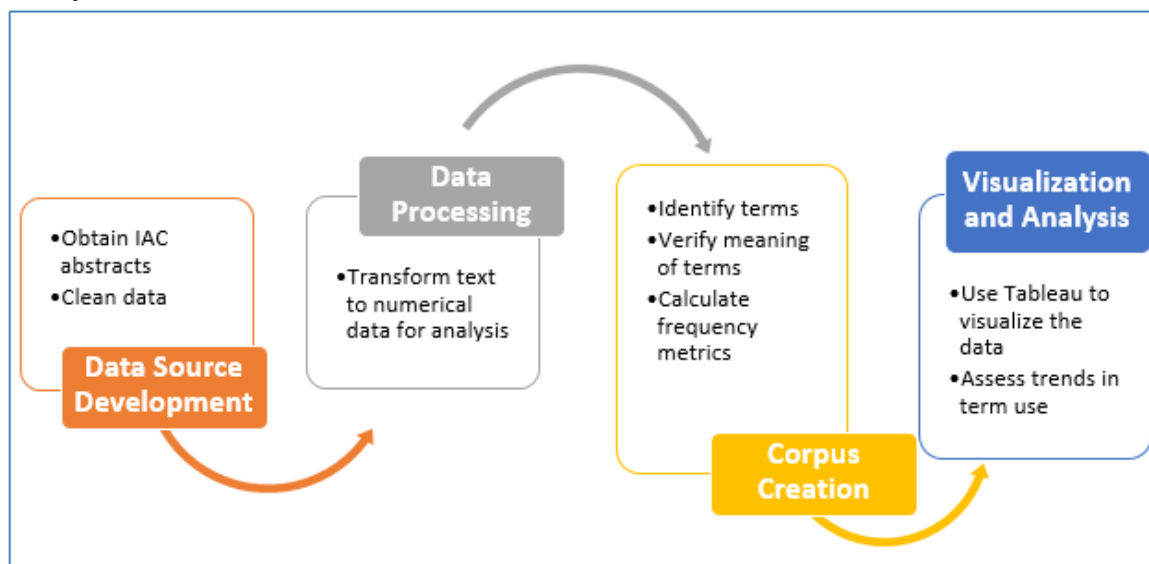 •Obtain IAC
abstracts
•Clean data
Data Source
Development
Data
Processing
•Transform text
to numerical
data for analysis
•Identify terms
•Verify meaning
of terms
•Calculate
frequency
metrics
Corpus
Creation
Visualization
and Analysis
•Use Tableau to
visualize the
data
•Assess trends in
term use